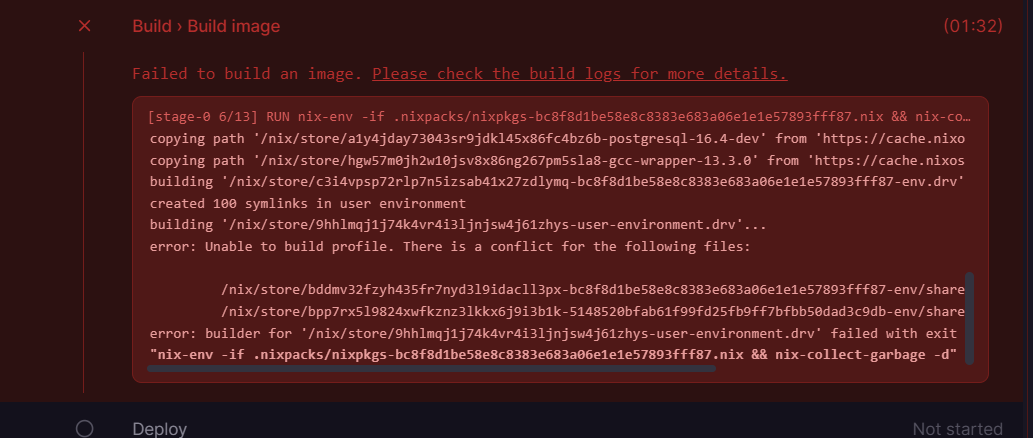 Build › Build image
(01:32)
Failed to build an image. Please check the build logs for more details.
[stage-0 6/13] RUN nix-env -if .nixpacks/nixpkgs-bc8f8d1be58e8c8383e683a06e1e1e57893fff87.nix && nix-co…
copying path '/nix/store/a1y4jday73043sr9jdkl45x86fc4bz6b-postgresql-16.4-dev' from 'https://cache.nixo
copying path '/nix/store/hgw57m0jh2w10jsv8x86ng267pm5sla8-gcc-wrapper-13.3.0' from 'https://cache.nixos
building '/nix/store/c3i4vpsp72rlp7n5izsab41x27zdlymq-bc8f8d1be58e8c8383e683a06e1e1e57893fff87-env.drv'
created 100 symlinks in user environment
building '/nix/store/9hhlmqj1j74k4vr4i3ljnjsw4j61zhys-user-environment.drv'...
error: Unable to build profile. There is a conflict for the following files:
/nix/store/bddmv32fzyh435fr7nyd3l9idacll3px-bc8f8d1be58e8c8383e683a06e1e1e57893fff87-env/share
/nix/store/bpp7rx5l9824xwfkznz3lkkx6j9i3b1k-5148520bfab61f99fd25fb9ff7bfbb50dad3c9db-env/share
error: builder for '/nix/store/9hhlmqj1j74k4vr4i3ljnjsw4j61zhys-user-environment.drv' failed with exit
"nix-env -if .nixpacks/nixpkgs-bc8f8d1be58e8c8383e683a06e1e1e57893fff87.nix && nix-collect-garbage -d"
Deploy
Not started